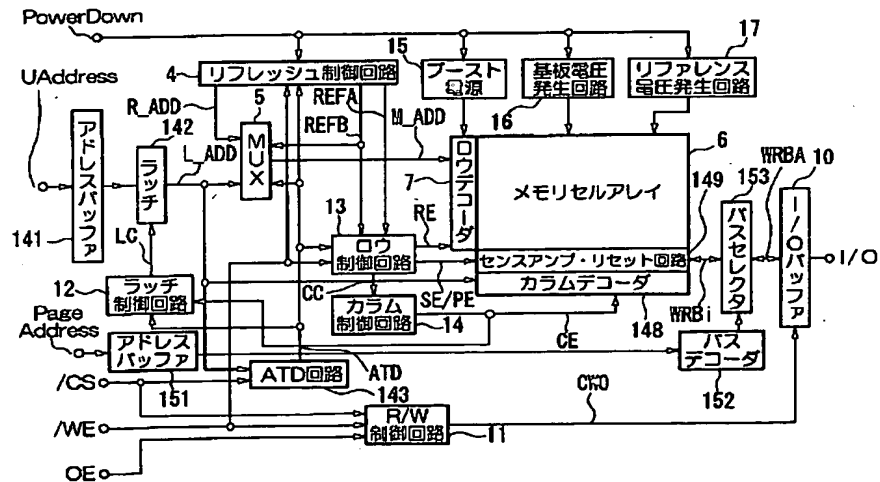 PowerDown
UAddress
4
リフレッシュ制御回路
15
ブースト
電源
基板電圧
発生回路
16
17
リファレンス
電圧発生回路
R_ADD
5
REFA
REFB
M_ADD
アドレスバッファ
141
142
ラッチ
L_ADD
MUX
7
ロウデコーダ
6
メモリセルアレイ
149
153
WRBA
10
バスセレクタ
I/Oバッファ
I/O
LC
13
ロウ
制御回路
RE
センスアンプ・リセット回路
カラムデコーダ
148
WRBi
12
ラッチ
制御回路
CC
SE/PE
カラム
制御回路
14
CE
Page
Address
アドレス
バッファ
151
ATD回路
143
ATD
バス
デコーダ
152
/CS
/WE
OE
R/W
制御回路
11
CWO